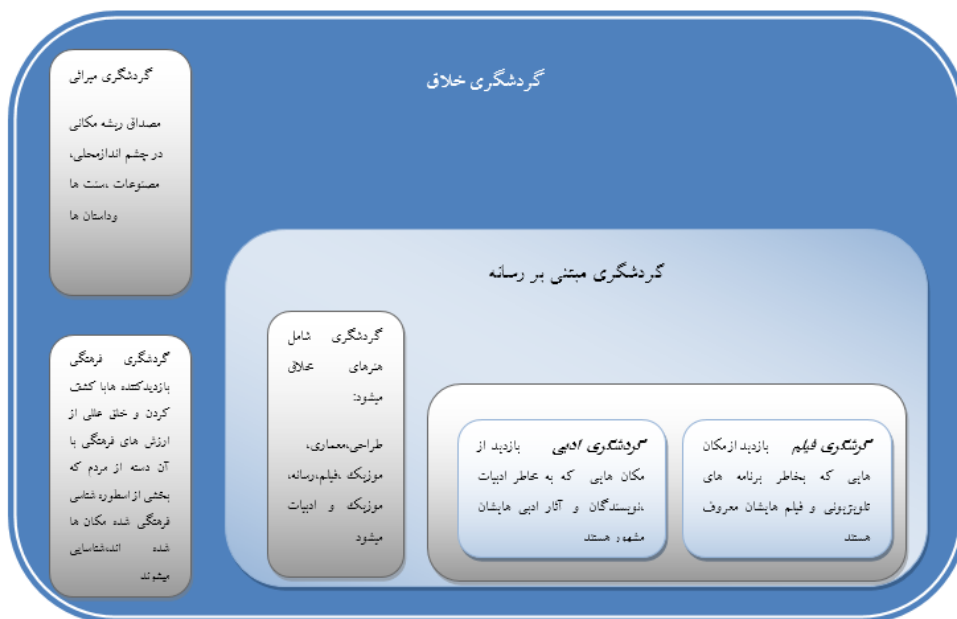 گردشگری خلاق
گردشگری میراثی
مصداق ریشه مکانی
در چشم اندازمحلی،
مصنوعات ،سنت ها
وداستان ها
گردشگری مبتنی بر رسانه
گردشگری شامل
هنرهای خلاق
میشود:
طراحی،معماری،
موزیک ،فیلم،رسانه،
موزیک و ادبیات
میشود
گرشگری فیلم بازدید ازمکان
هایی که بخاطر برنامه های
تلویزیونی و فیلم هایشان معروف
هستند
گردشگری ادبی بازدید از
مکان هایی که به خاطر ادبیات
،نویسندگان و آثار ادبی هایشان
مشهور هستند
گردشگری فرهنگی
بازدیدکننده هابا کشف
کردن و خلق عللی از
ارزش های فرهنگی با
آن دسته از مردم که
بخشی از اسطوره شناسی
فرهنگی شده مکان ها
شده اند،شناسایی
میشوند